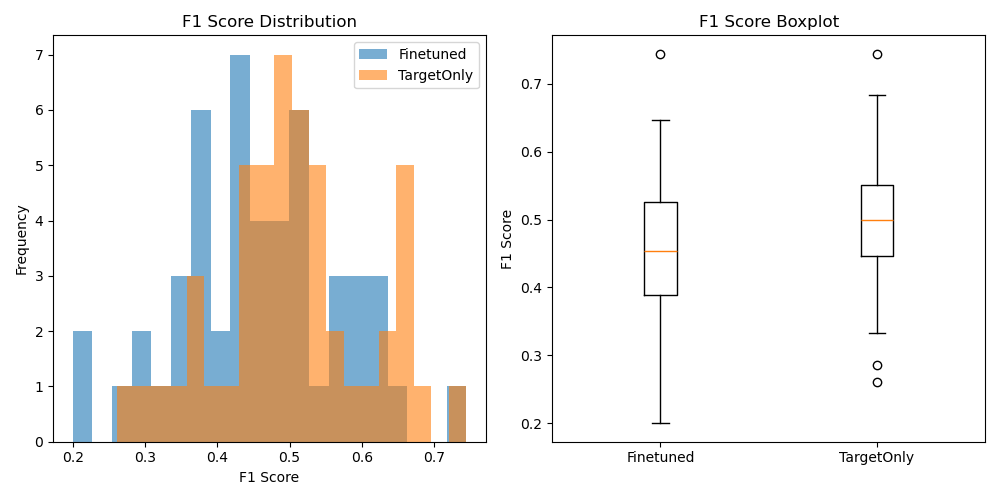 F1 Score Distribution
Finetuned
TargetOnly
7
6
5
4
3
2
1
0
Frequency
0.2 0.3 0.4 0.5 0.6 0.7
F1 Score
F1 Score Boxplot
0.7
0.6
0.5
0.4
0.3
0.2
F1 Score
Finetuned TargetOnly